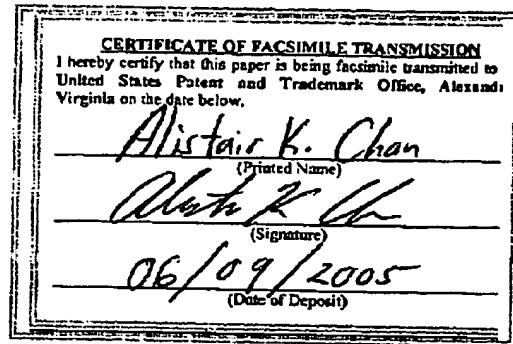 CERTIFICATE OF FACSIMILE TRANSMISSION
I hereby certify that this paper is being facsimile transmitted to
United States Patent and Trademark Office, Alexandr
Virginia on the date below.
Alistair K. Chan
(Printed Name)
(Signature)
06/09/2005
(Date of Deposit)